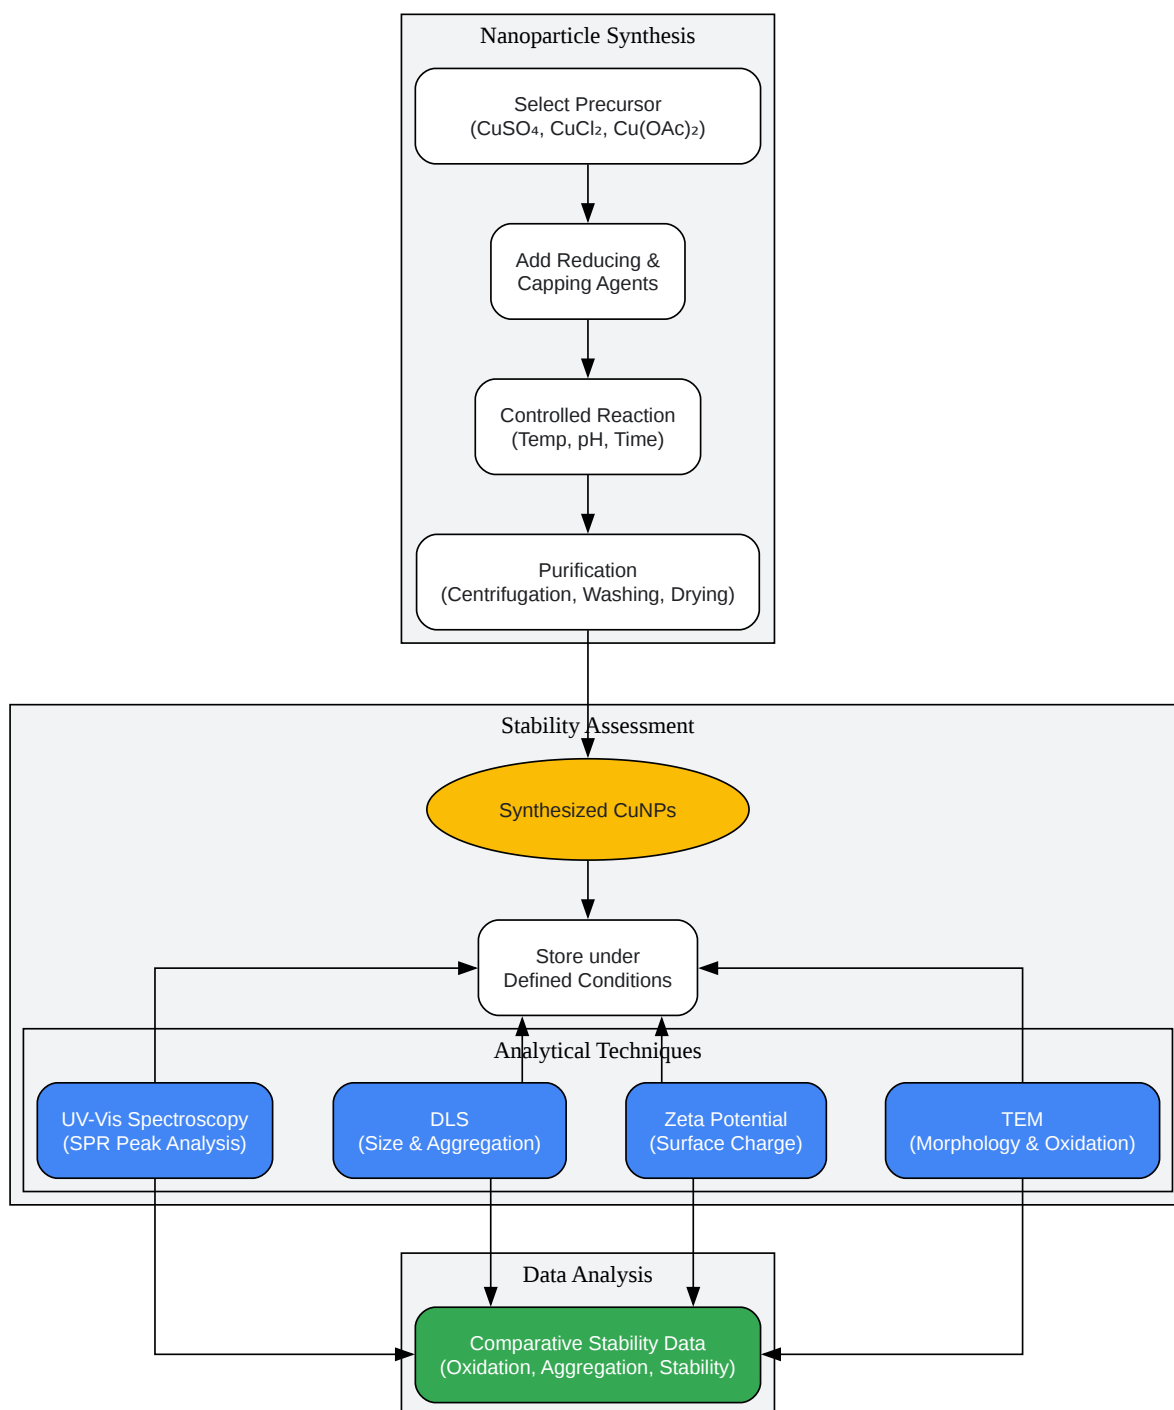 Nanoparticle Synthesis
Select Precursor
(CuSO₄, CuCl₂, Cu(OAc)₂)
Add Reducing &
Capping Agents
Controlled Reaction
(Temp, pH, Time)
Purification
(Centrifugation, Washing, Drying)
Stability Assessment
Synthesized CuNPs
Store under
Defined Conditions
Analytical Techniques
UV-Vis Spectroscopy
(SPR Peak Analysis)
DLS
(Size & Aggregation)
Zeta Potential
(Surface Charge)
TEM
(Morphology & Oxidation)
Data Analysis
Comparative Stability Data
(Oxidation, Aggregation, Stability)